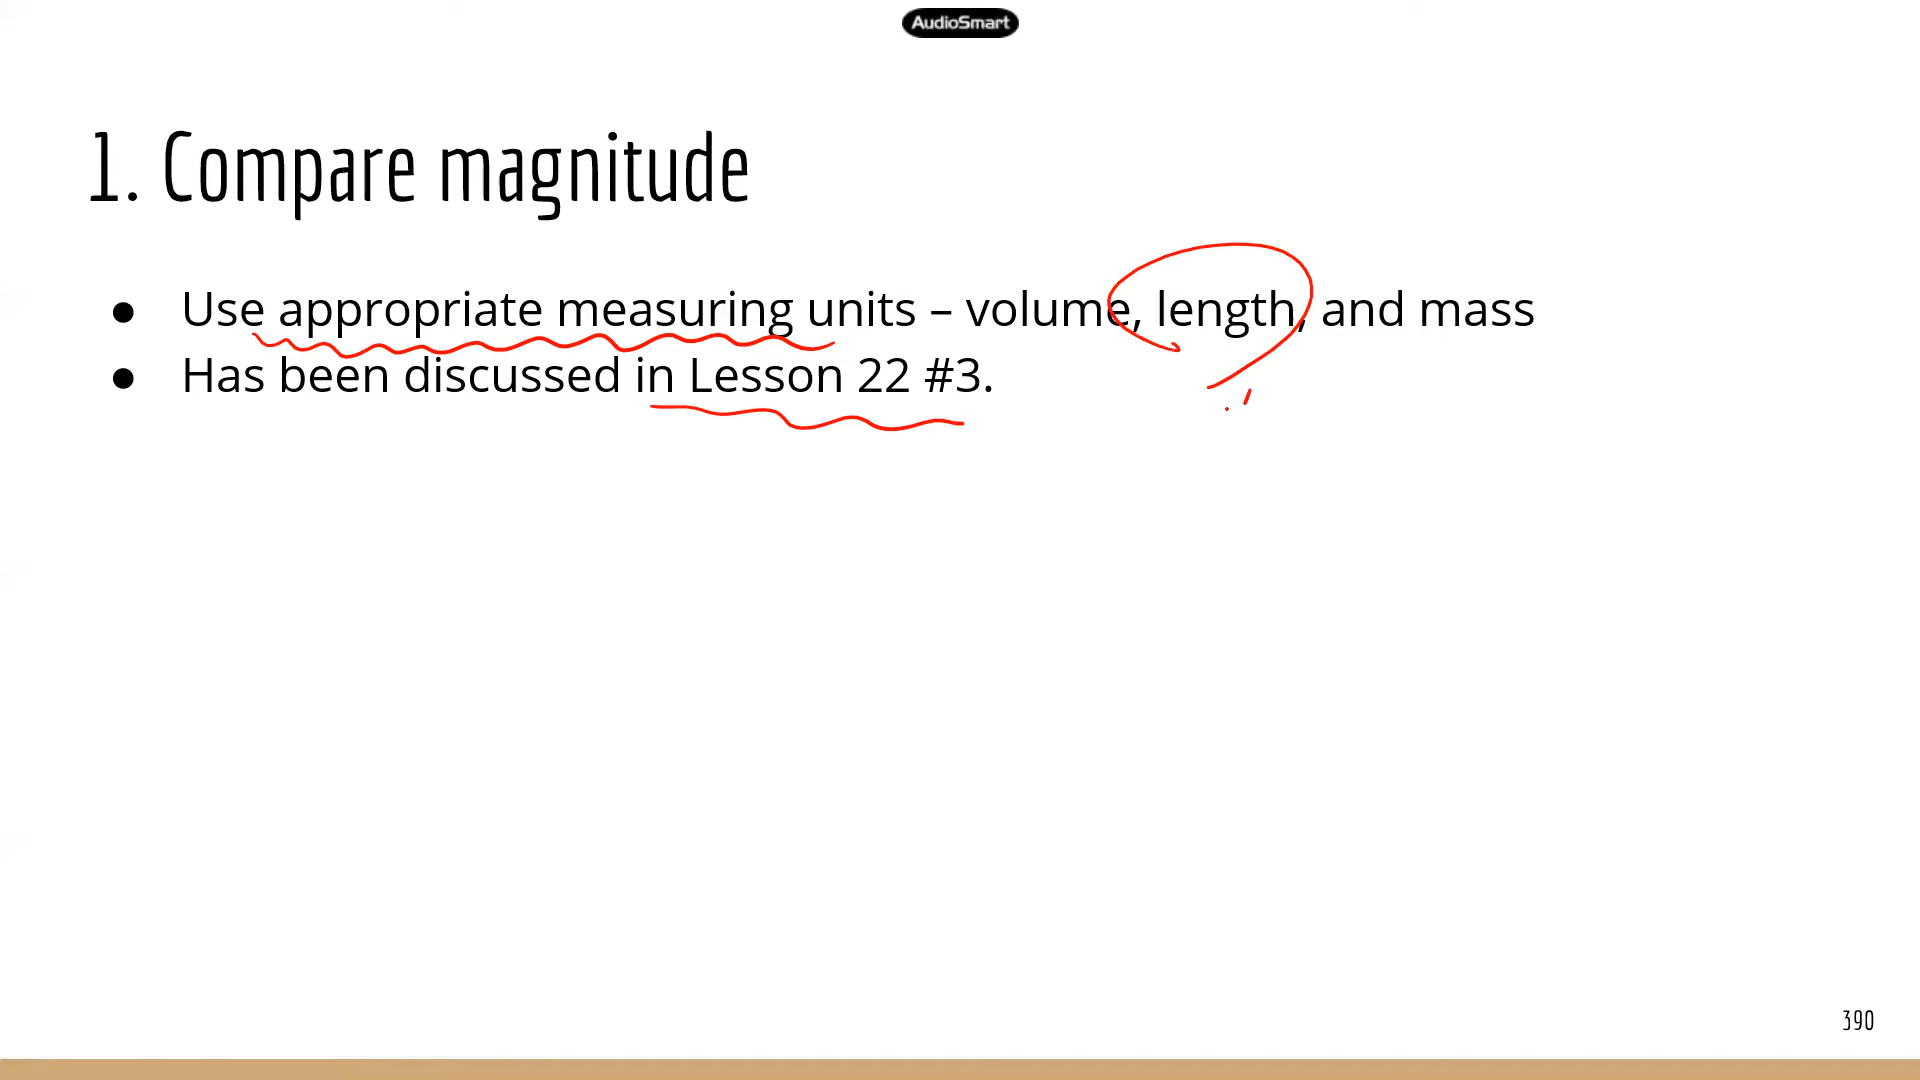 AudioSmart
1. Compare magnitude
● Use appropriate measuring units – volume, length, and mass
● Has been discussed in Lesson 22 #3.
390